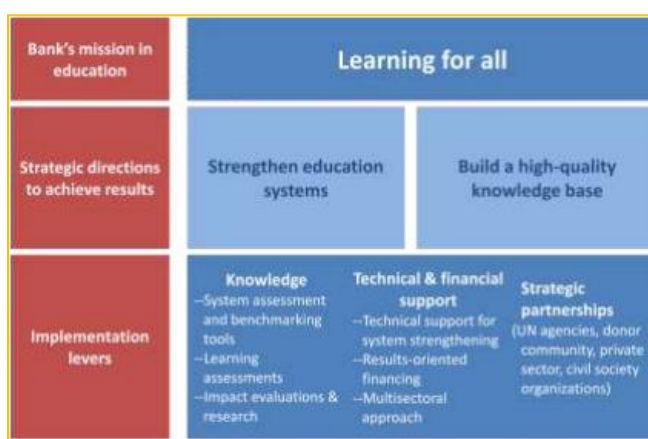 Bank's mission in
education
Learning for all
Strategic directions
to achieve results
Strengthen education
systems
Build a high-quality
knowledge base
Implementation
levers
Knowledge
--System assessment
and benchmarking
tools
--Learning
assessments
--Impact evaluations &
research
Technical & financial
support
--Technical support for
system strengthening
--Results-oriented
financing
--Multisectoral
approach
Strategic
partnerships
(UN agencies, donor
community, private
sector, civil society
organizations)